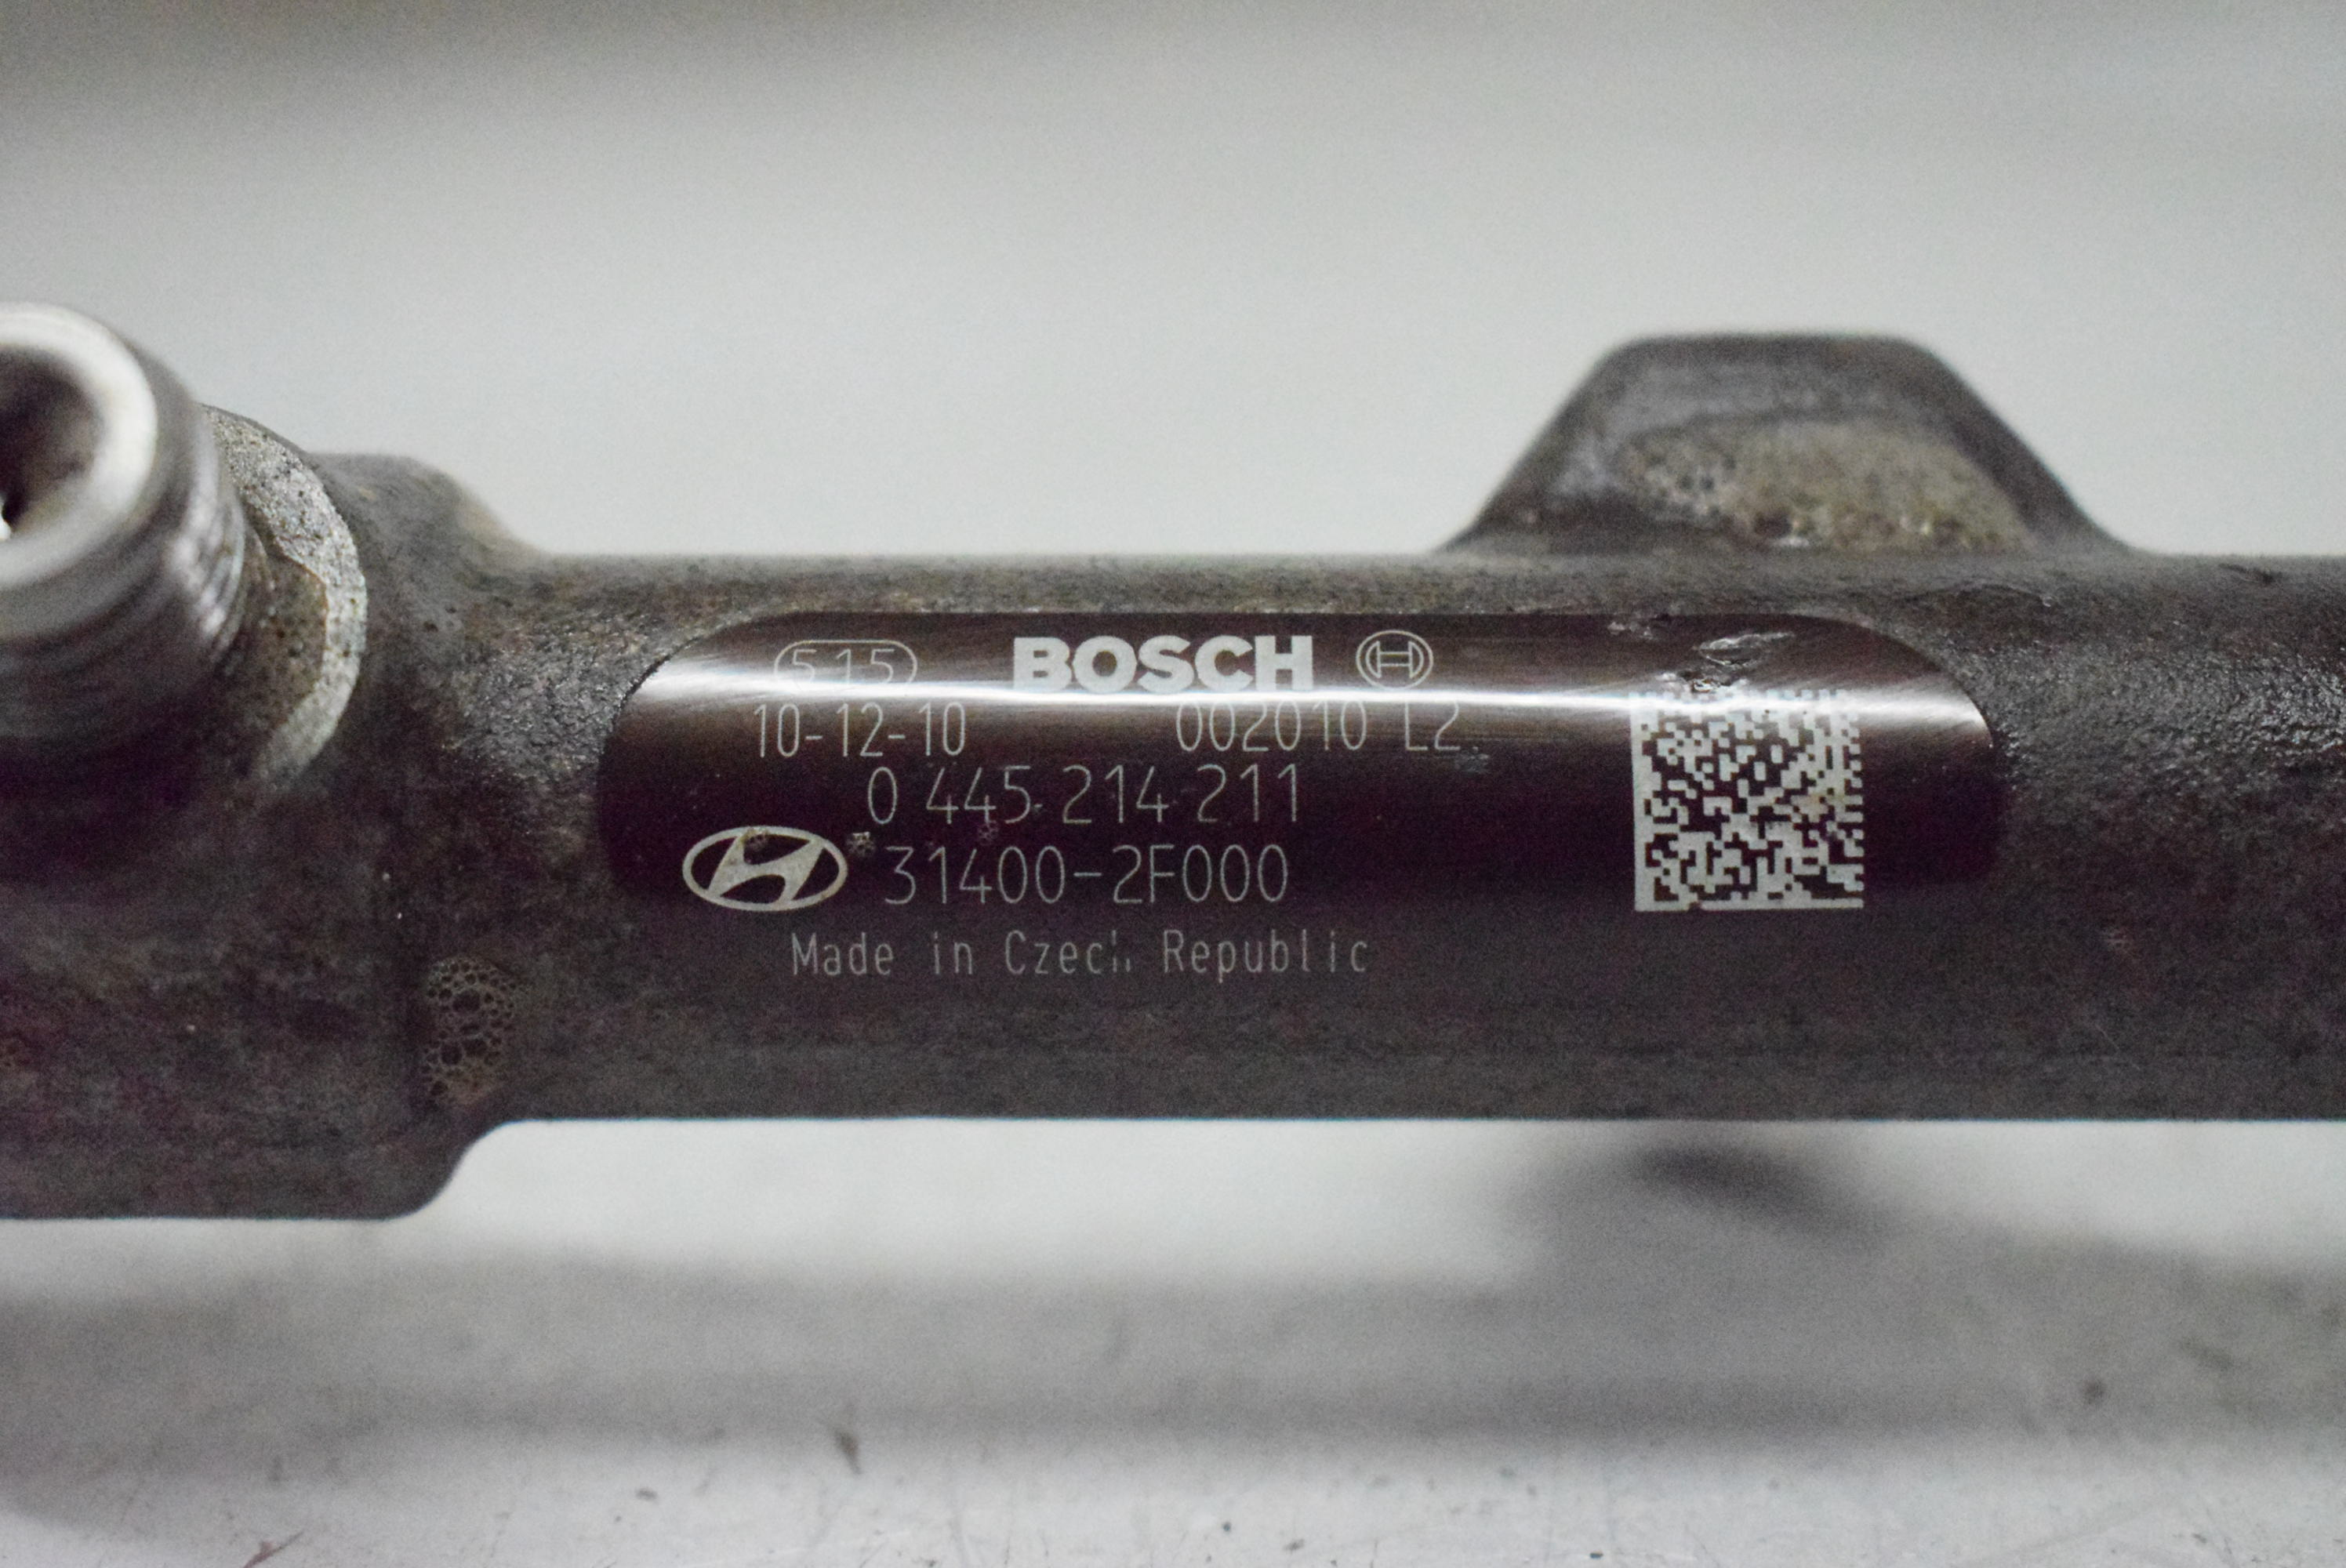 515 BOSCH
10-12-10 002010 L2
0 445 214 211
31400-2F000
Made in Czech Republic